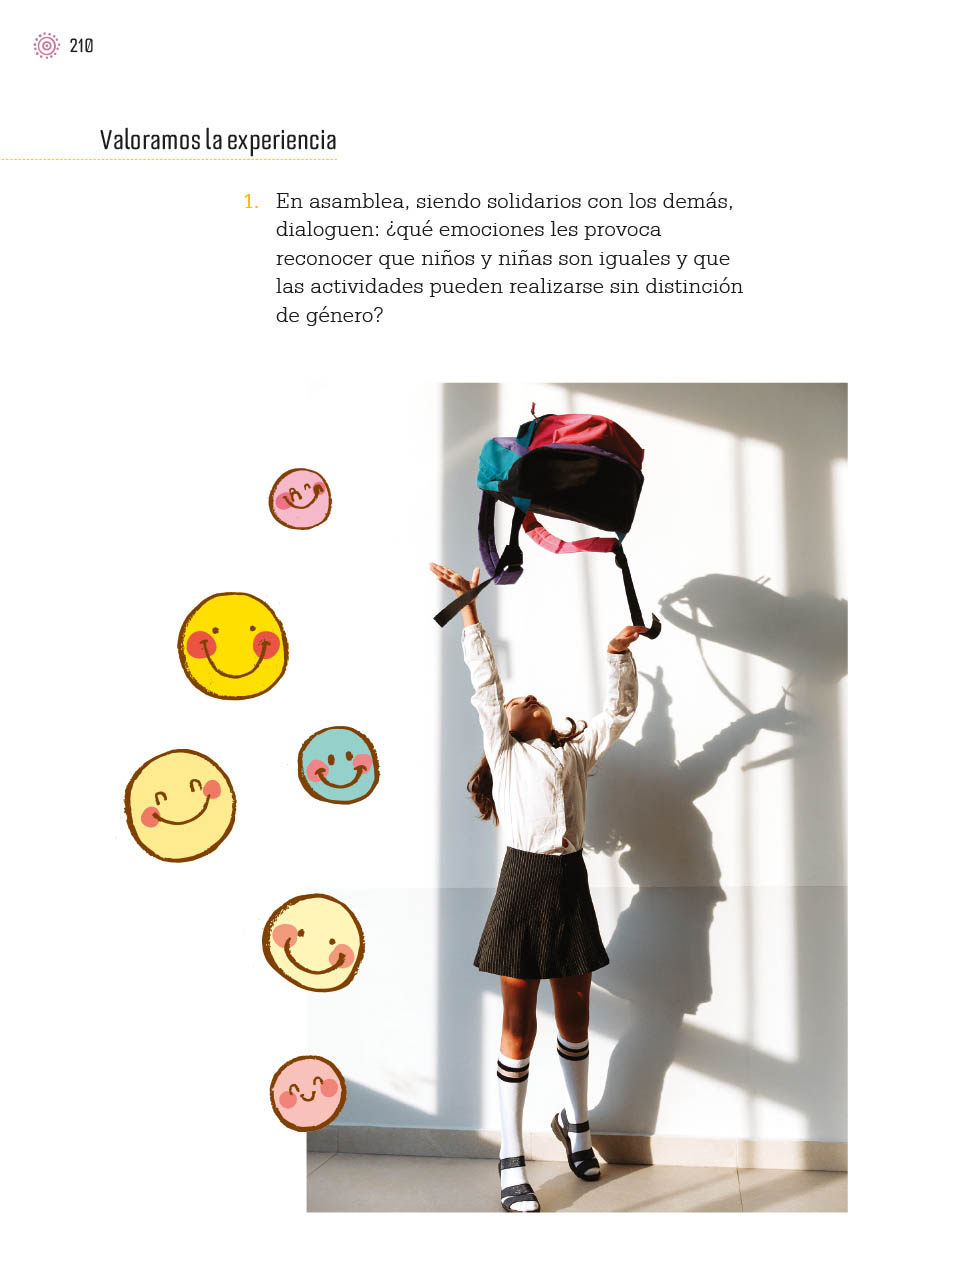 210
Valoramos la experiencia
1. En asamblea, siendo solidarios con los demás,
dialoguen: ¿qué emociones les provoca
reconocer que niños y niñas son iguales y que
las actividades pueden realizarse sin distinción
de género?